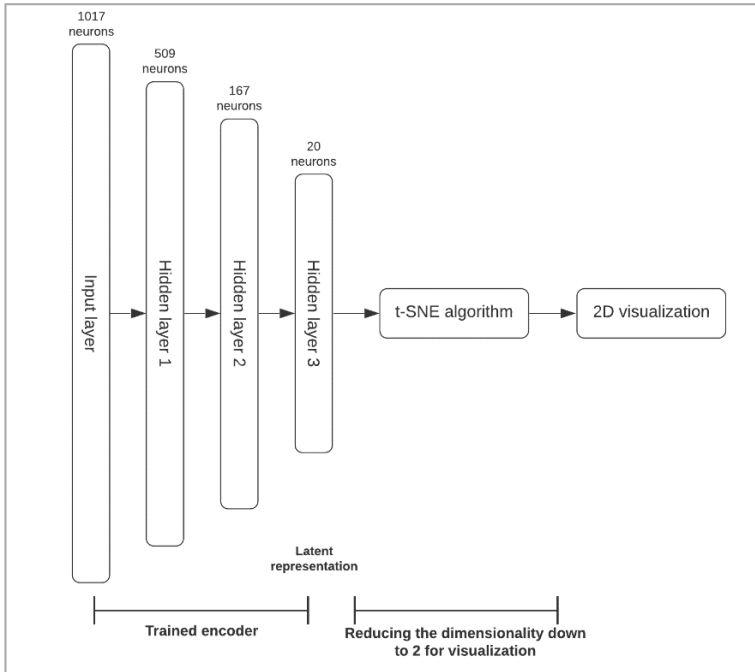 1017
neurons
509
neurons
167
neurons
20
neurons
Input layer
Hidden layer 1
Hidden layer 2
Hidden layer 3
t-SNE algorithm
2D visualization
Latent
representation
Trained encoder
Reducing the dimensionality down
to 2 for visualization